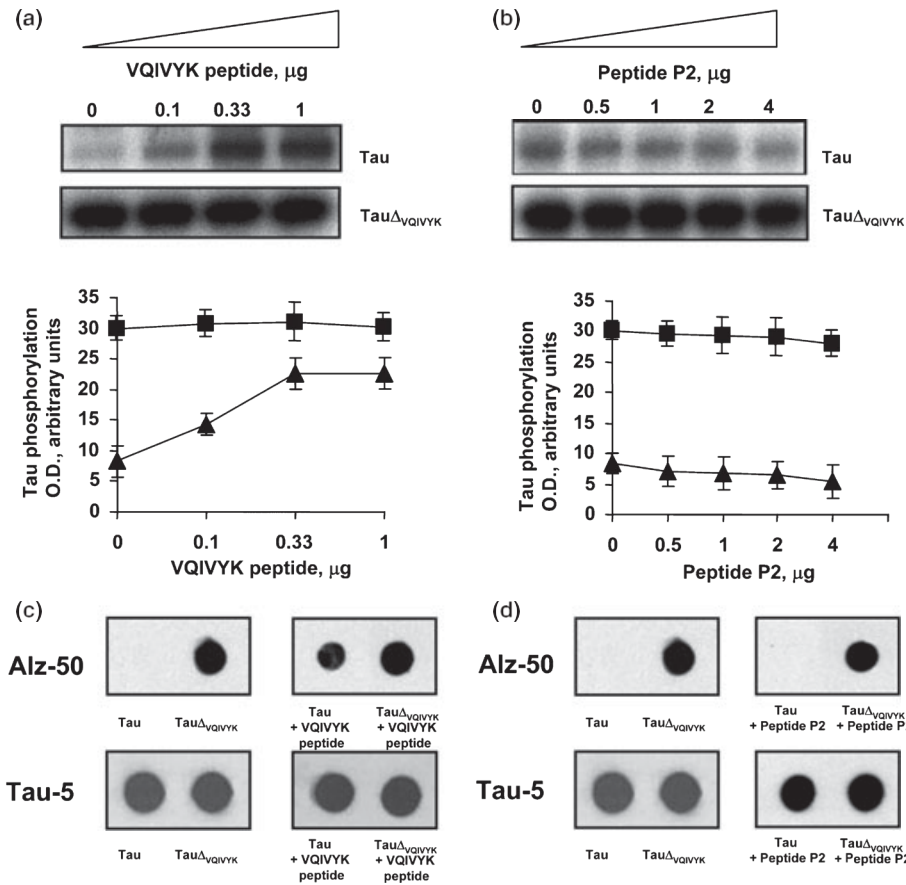 (a)
VQIVYK peptide, μg
0 0.1 0.33 1
Tau
TauΔVQIVYK
35
30
25
20
15
10
5
0
Tau phosphorylation
O.D., arbitrary units
0 0.1 0.33 1
VQIVYK peptide, μg
(b)
Peptide P2, μg
0 0.5 1 2 4
Tau
TauΔVQIVYK
35
30
25
20
15
10
5
0
Tau phosphorylation
O.D., arbitrary units
0 0.5 1 2 4
Peptide P2, μg
(c)
Alz-50
Tau TauΔVQIVYK
Tau TauΔVQIVYK
+ VQIVYK + VQIVYK
peptide peptide
Tau-5
Tau TauΔVQIVYK
Tau TauΔVQIVYK
+ VQIVYK + VQIVYK
peptide peptide
(d)
Alz-50
Tau TauΔVQIVYK
Tau TauΔVQIVYK
+ Peptide P2 + Peptide P2
Tau-5
Tau TauΔVQIVYK
Tau TauΔVQIVYK
+ Peptide P2 + Peptide P2